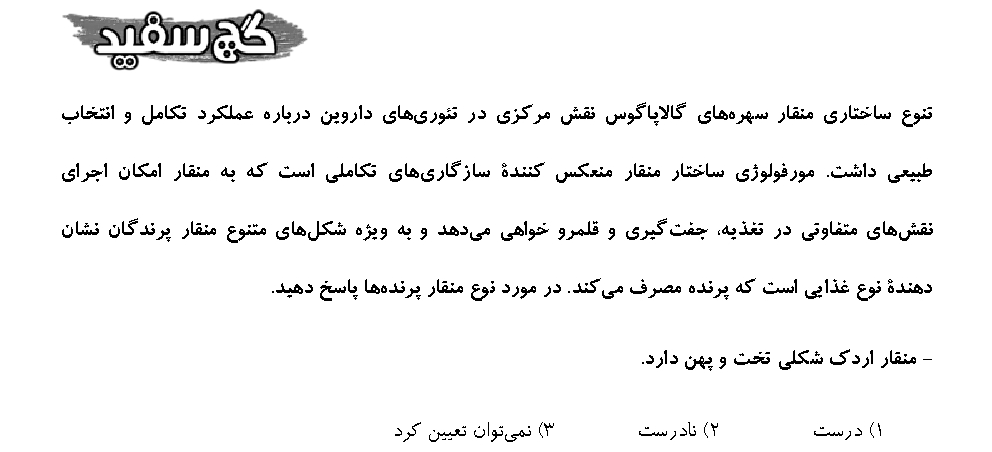 گچ سفید
تنوع ساختاری منقار سهره‌های گالاپاگوس نقش مرکزی در تئوری‌های داروین درباره عملکرد تکامل و انتخاب
طبیعی داشت. مورفولوژی ساختار منقار منعکس کنندهٔ سازگاری‌های تکاملی است که به منقار امکان اجرای
نقش‌های متفاوتی در تغذیه، جفت‌گیری و قلمرو خواهی می‌دهد و به ویژه شکل‌های متنوع منقار پرندگان نشان
دهندهٔ نوع غذایی است که پرنده مصرف می‌کند. در مورد نوع منقار پرنده‌ها پاسخ دهید.
– منقار اردک شکلی تخت و پهن دارد.
۱) درست ۲) نادرست ۳) نمی‌توان تعیین کرد